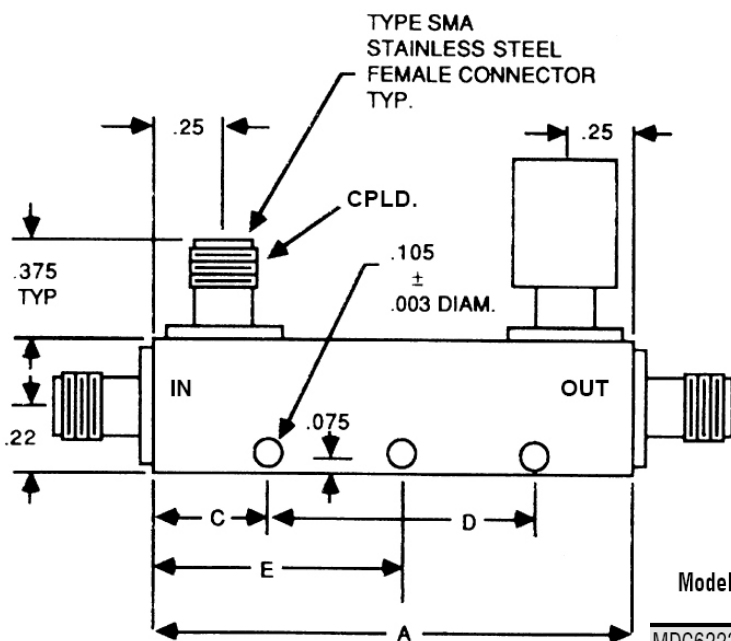 TYPE SMA
STAINLESS STEEL
FEMALE CONNECTOR
TYP.
.25
.25
CPLD.
.375
TYP
.105
±
.003 DIAM.
IN
OUT
.22
.075
C
D
E
A
Model